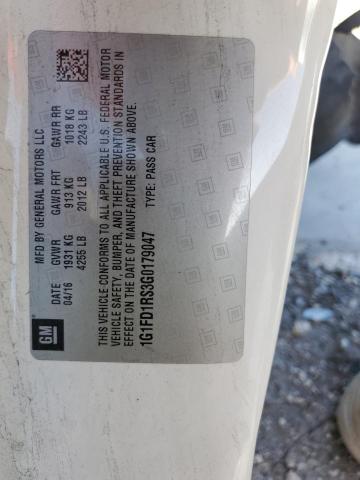 GM
MFD BY GENERAL MOTORS LLC
DATE GVWR GAWR FRT GAWR RR
04/16 1931 KG 913 KG 1018 KG
4255 LB 2012 LB 2243 LB
THIS VEHICLE CONFORMS TO ALL APPLICABLE U.S. FEDERAL MOTOR
VEHICLE SAFETY, BUMPER, AND THEFT PREVENTION STANDARDS IN
EFFECT ON THE DATE OF MANUFACTURE SHOWN ABOVE.
1G1FD1RS3G0179047 TYPE: PASS CAR